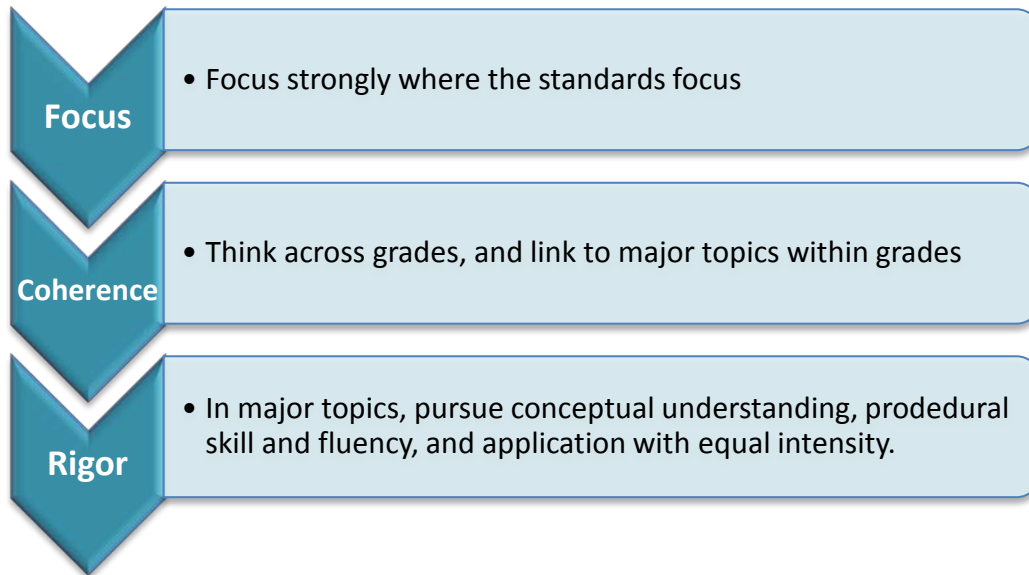 Focus
• Focus strongly where the standards focus
Coherence
• Think across grades, and link to major topics within grades
Rigor
• In major topics, pursue conceptual understanding, prodedural
skill and fluency, and application with equal intensity.